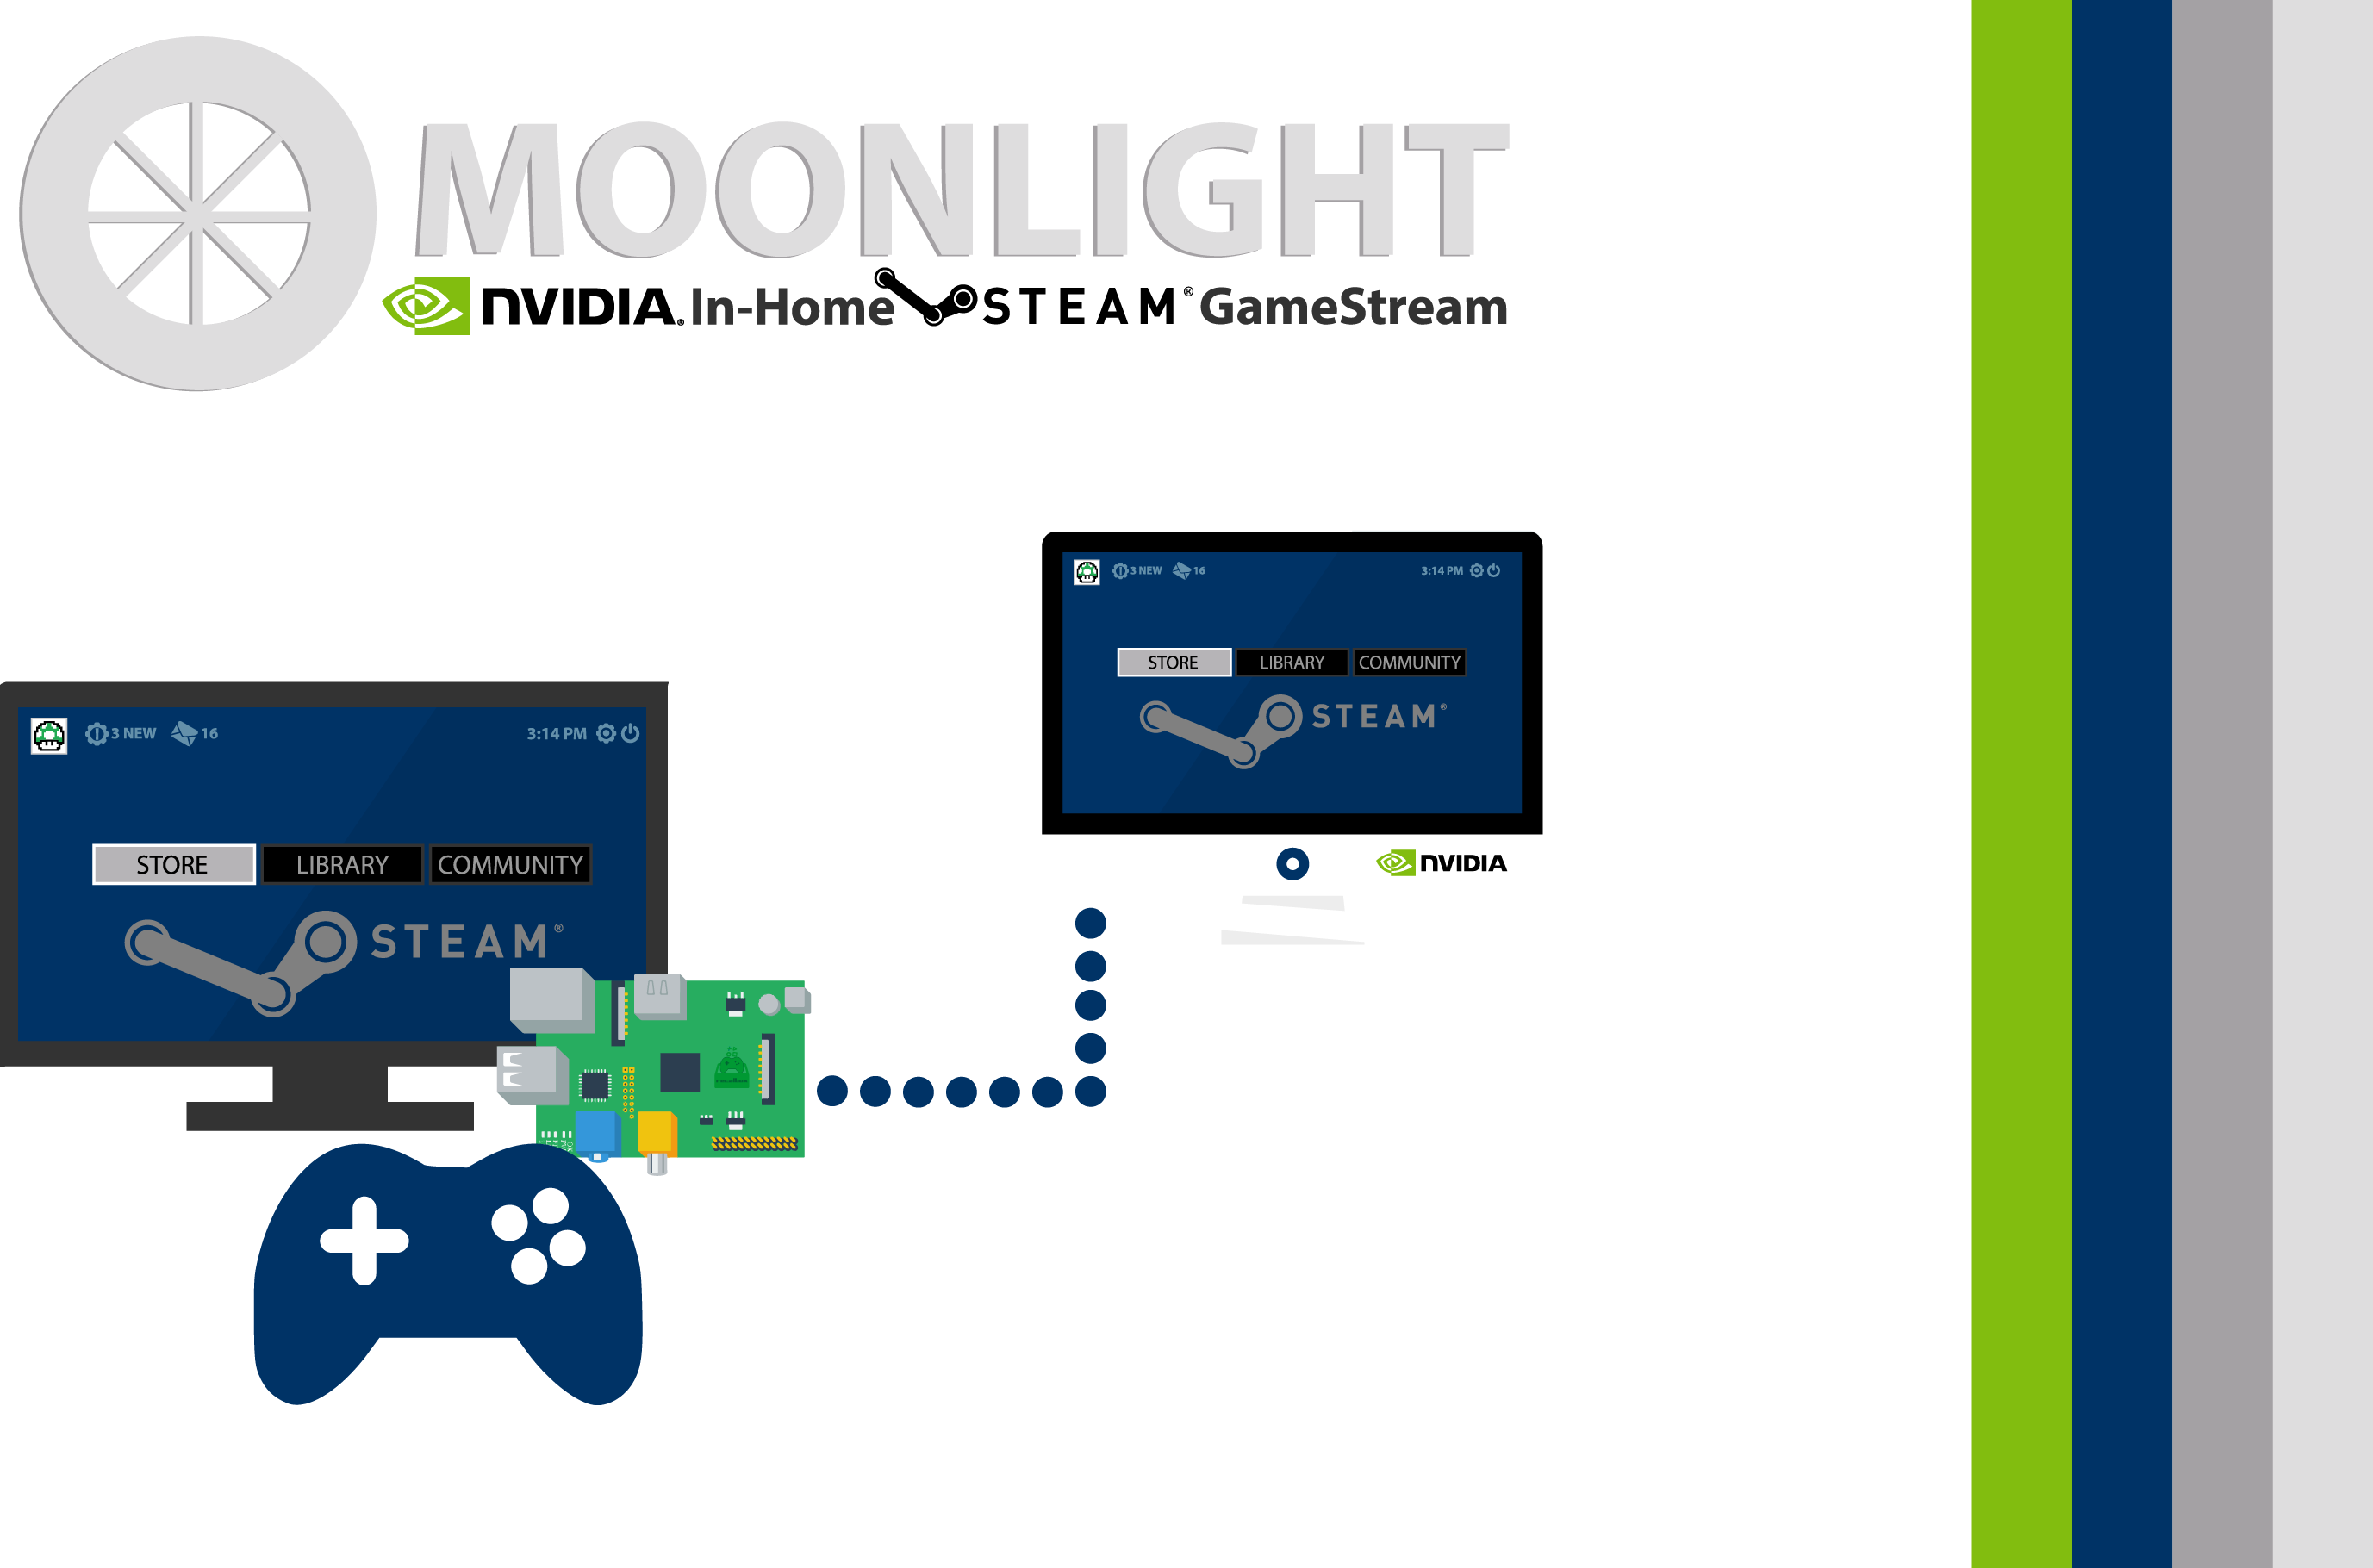 MOONLIGHT
NVIDIA. In-Home STEAM® GameStream
3 NEW 16 3:14 PM
STORE LIBRARY COMMUNITY
STEAM®
NVIDIA
3 NEW 16 3:14 PM
STORE LIBRARY COMMUNITY
STEAM®